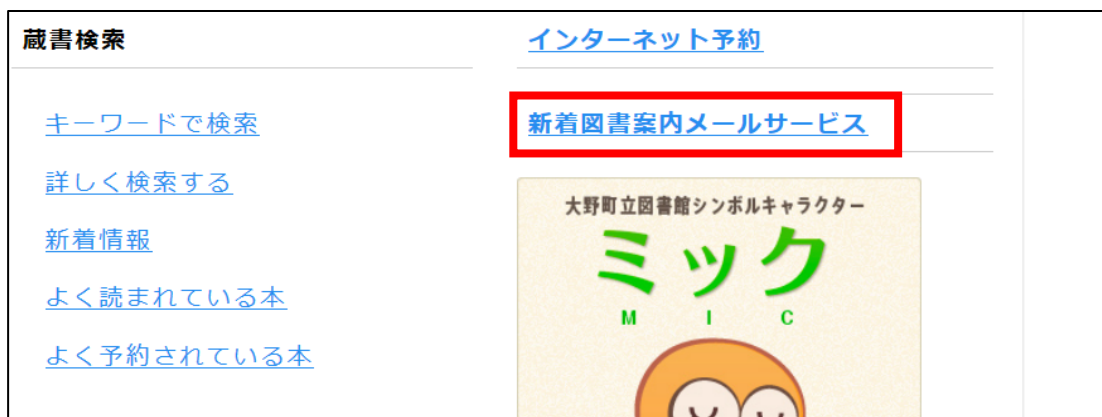 蔵書検索
キーワードで検索
詳しく検索する
新着情報
よく読まれている本
よく予約されている本
インターネット予約
新着図書案内メールサービス
大野町立図書館シンボルキャラクター
ミック
MIC